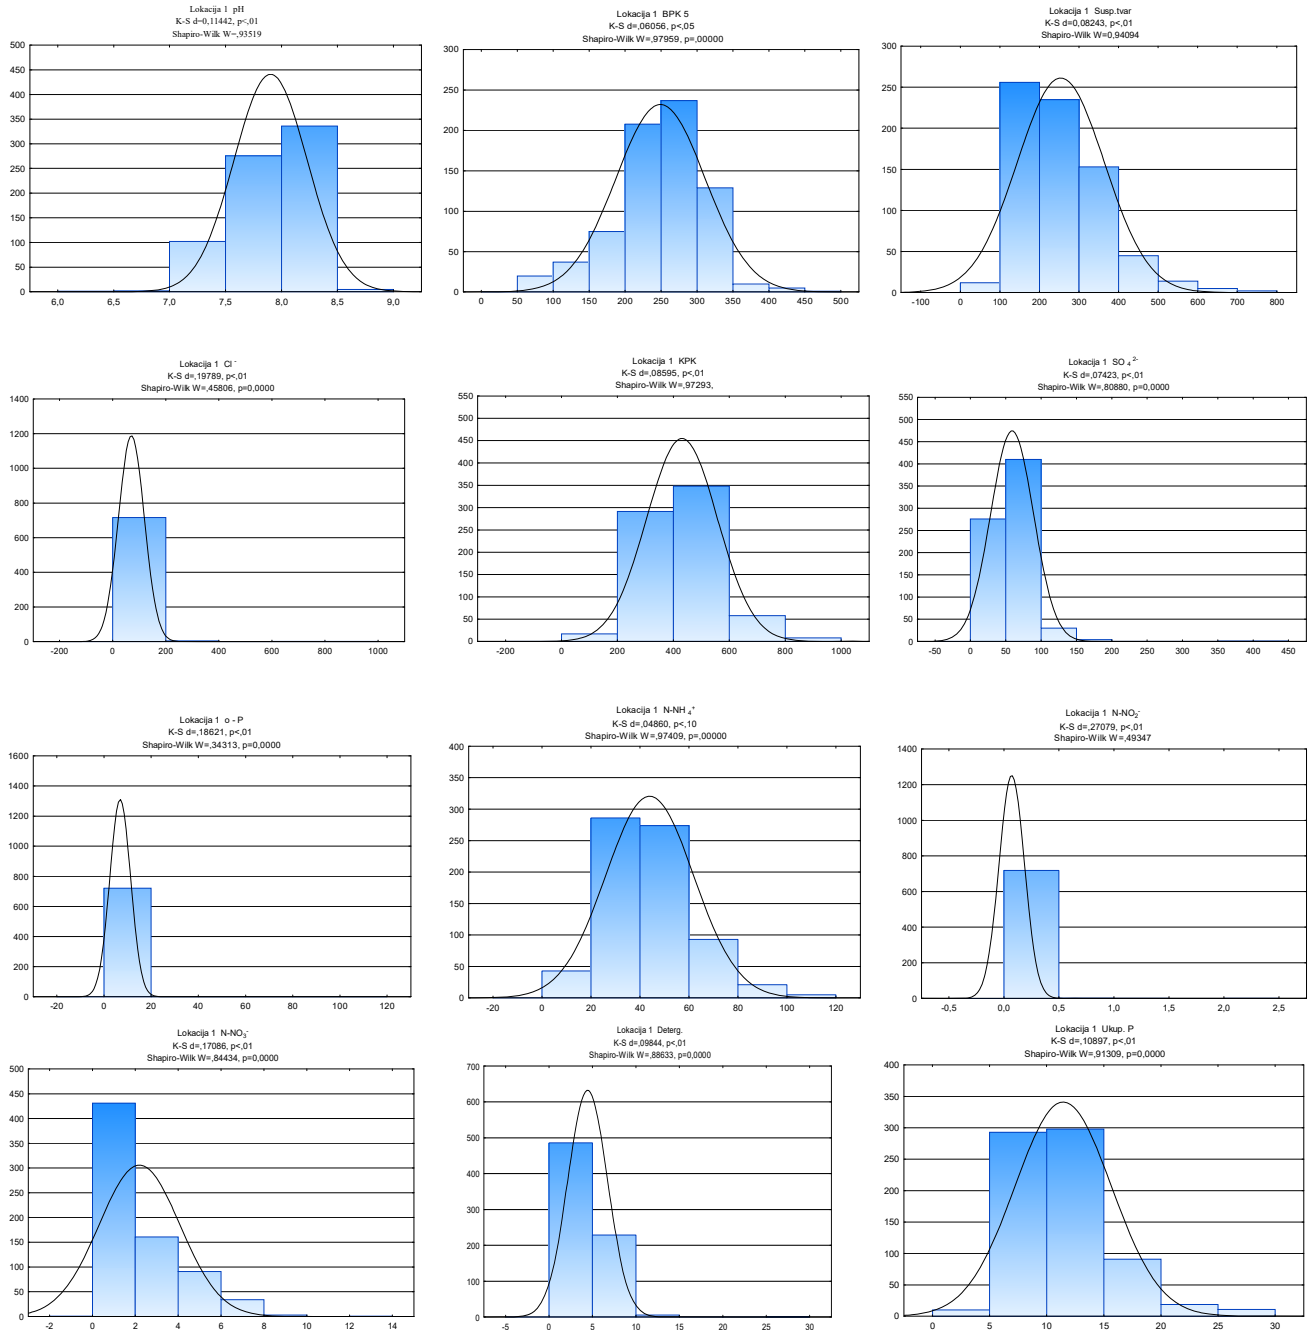 Lokacija 1 pH
K-S d=0,11442, p<,01
Shapiro-Wilk W=,93519
500
450
400
350
300
250
200
150
100
50
0
6,0 6,5 7,0 7,5 8,0 8,5 9,0
Lokacija 1 BPK 5
K-S d=,06056, p<,05
Shapiro-Wilk W=,97959, p=,00000
300
250
200
150
100
50
0
0 50 100 150 200 250 300 350 400 450 500
Lokacija 1 Susp.tvar
K-S d=0,08243, p<,01
Shapiro-Wilk W=0,94094
300
250
200
150
100
50
0
-100 0 100 200 300 400 500 600 700 800
Lokacija 1 Cl⁻
K-S d=,19789, p<,01
Shapiro-Wilk W=,45806, p=0,0000
1400
1200
1000
800
600
400
200
0
-200 0 200 400 600 800 1000
Lokacija 1 KPK
K-S d=,08595, p<,01
Shapiro-Wilk W=,97293,
550
500
450
400
350
300
250
200
150
100
50
0
-200 0 200 400 600 800 1000
Lokacija 1 SO ₄ ²⁻
K-S d=,07423, p<,01
Shapiro-Wilk W=,80880, p=0,0000
550
500
450
400
350
300
250
200
150
100
50
0
-50 0 50 100 150 200 250 300 350 400 450
Lokacija 1 o - P
K-S d=,18621, p<,01
Shapiro-Wilk W=,34313, p=0,0000
1600
1400
1200
1000
800
600
400
200
0
-20 0 20 40 60 80 100 120
Lokacija 1 N-NH ₄⁺
K-S d=,04860, p<,10
Shapiro-Wilk W=,97409, p=,00000
400
350
300
250
200
150
100
50
0
-20 0 20 40 60 80 100 120
Lokacija 1 N-NO₂⁻
K-S d=,27079, p<,01
Shapiro-Wilk W=,49347
1400
1200
1000
800
600
400
200
0
-0,5 0,0 0,5 1,0 1,5 2,0 2,5
Lokacija 1 N-NO₃⁻
K-S d=,17086, p<,01
Shapiro-Wilk W=,84434, p=0,0000
500
450
400
350
300
250
200
150
100
50
0
-2 0 2 4 6 8 10 12 14
Lokacija 1 Deterg.
K-S d=,09844, p<,01
Shapiro-Wilk W=,88633, p=0,0000
700
600
500
400
300
200
100
0
-5 0 5 10 15 20 25 30
Lokacija 1 Ukup. P
K-S d=,10897, p<,01
Shapiro-Wilk W=,91309, p=0,0000
400
350
300
250
200
150
100
50
0
0 5 10 15 20 25 30